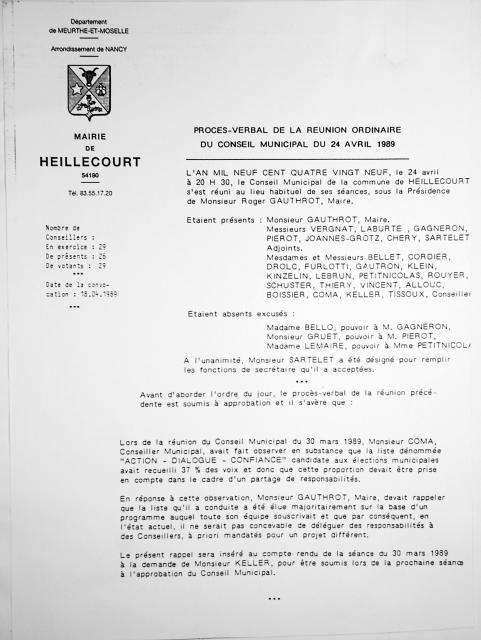 Département
de MEURTHE-ET-MOSELLE
Arrondissement de NANCY
MAIRIE
DE
HEILLECOURT
54180
Tél. 83.55.17.20
Nombre de
Conseillers :
En exercice : 29
De présents : 26
De votants : 29
***
Date de la convo-
cation : 18.04.1989
***
PROCES-VERBAL DE LA REUNION ORDINAIRE
DU CONSEIL MUNICIPAL DU 24 AVRIL 1989
L'AN MIL NEUF CENT QUATRE VINGT NEUF, le 24 avril
à 20 H 30, le Conseil Municipal de la commune de HEILLECOURT
s'est réuni au lieu habituel de ses séances, sous la Présidence
de Monsieur Roger GAUTHROT, Maire.
Etaient présents : Monsieur GAUTHROT, Maire.
Messieurs VERGNAT, LABURTE ; GAGNERON,
PIEROT, JOANNES-GROTZ, CHERY, SARTELET
Adjoints.
Mesdames et Messieurs BELLET, CORDIER,
DROLC, FURLOTTI, GAUTRON, KLEIN,
KINZELIN, LEBRUN, PETITNICOLAS, ROUYER,
SCHUSTER, THIERY, VINCENT, ALLOUC,
BOISSIER, COMA, KELLER, TISSOUX, Conseiller
Etaient absents excusés :
Madame BELLO, pouvoir à M. GAGNERON,
Monsieur GRUET, pouvoir à M. PIEROT,
Madame LEMAIRE, pouvoir à Mme PETITNICOLA
A l'unanimité, Monsieur SARTELET a été désigné pour remplir
les fonctions de secrétaire qu'il a acceptées.
***
Avant d'aborder l'ordre du jour, le procès-verbal de la réunion précé-
dente est soumis à approbation et il s'avère que :
Lors de la réunion du Conseil Municipal du 30 mars 1989, Monsieur COMA,
Conseiller Municipal, avait fait observer en substance que la liste dénommée
"ACTION - DIALOGUE - CONFIANCE" candidate aux élections municipales
avait recueilli 37 % des voix et donc que cette proportion devait être prise
en compte dans le cadre d'un partage de responsabilités.
En réponse à cette observation, Monsieur GAUTHROT, Maire, devait rappeler
que la liste qu'il a conduite a été élue majoritairement sur la base d'un
programme auquel toute son équipe souscrivait et que par conséquent, en
l'état actuel, il ne serait pas concevable de déléguer des responsabilités à
des Conseillers, à priori mandatés pour un projet différent.
Le présent rappel sera inséré au compte rendu de la séance du 30 mars 1989
à la demande de Monsieur KELLER, pour être soumis lors de la prochaine séance
à l'approbation du Conseil Municipal.
***